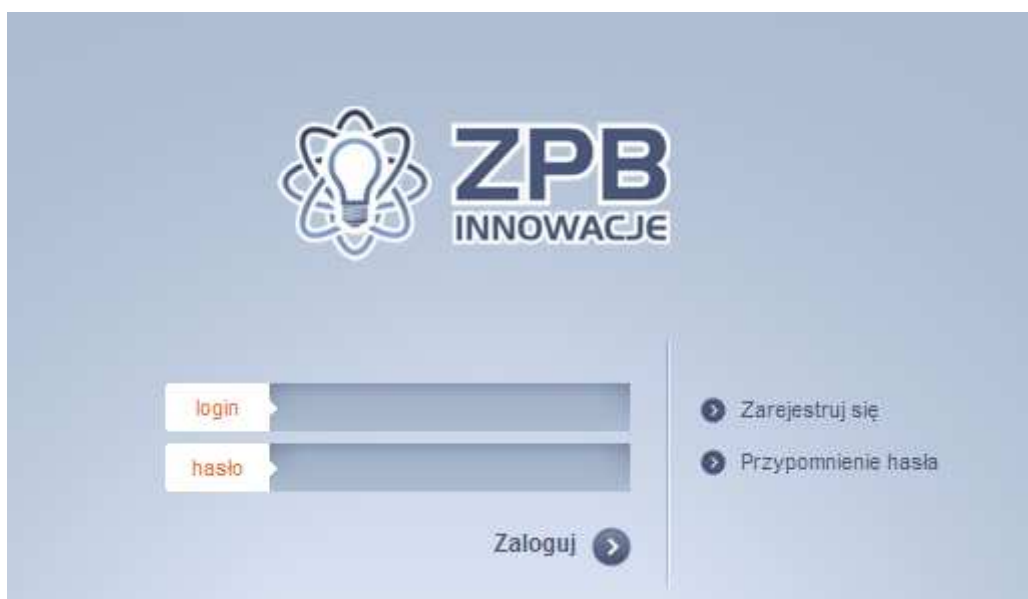 ZPB
INNOWACJE
login
hasło
Zaloguj
Zarejestruj się
Przypomnienie hasła